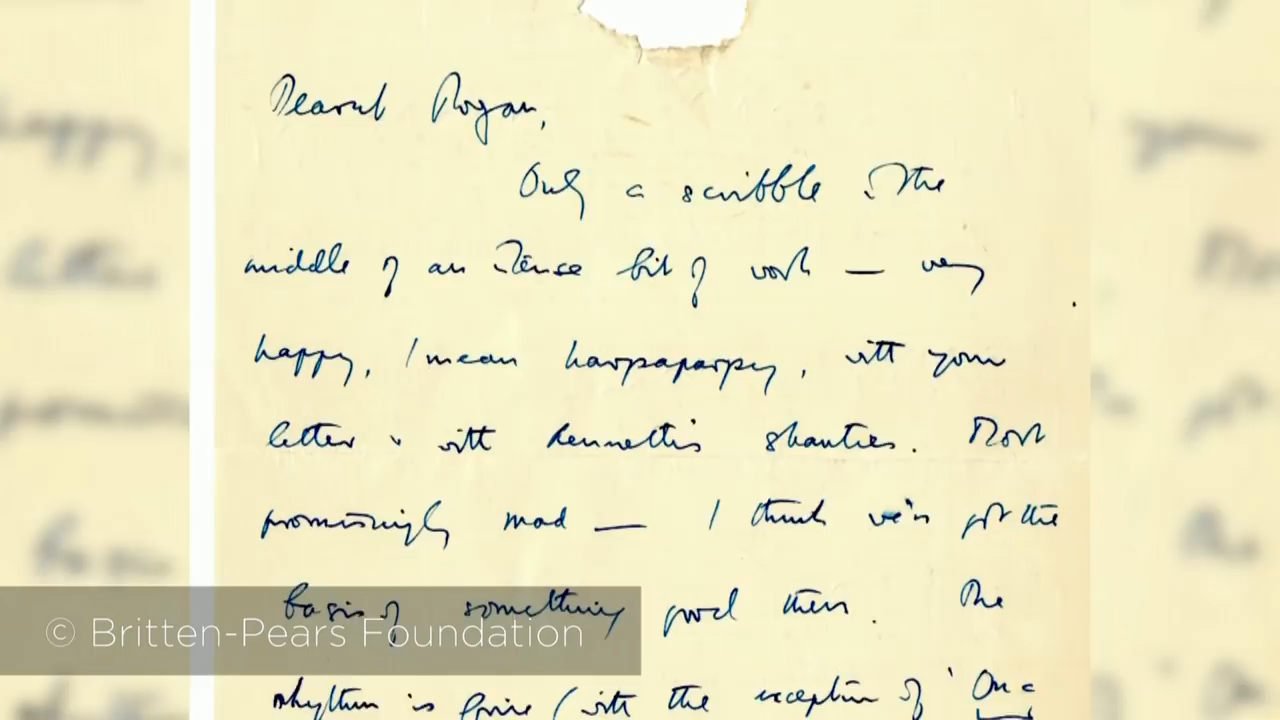 Dearest Rogan,
Only a scribble in the
middle of an intense bit of work — very
happy, I mean harpaparpy, with your
letter & with Kenneth's shanties. Most
promisingly mad — I think we've got the
basis of something good there. The
rhythm is fine (with the exception of 'On a
© Britten-Pears Foundation